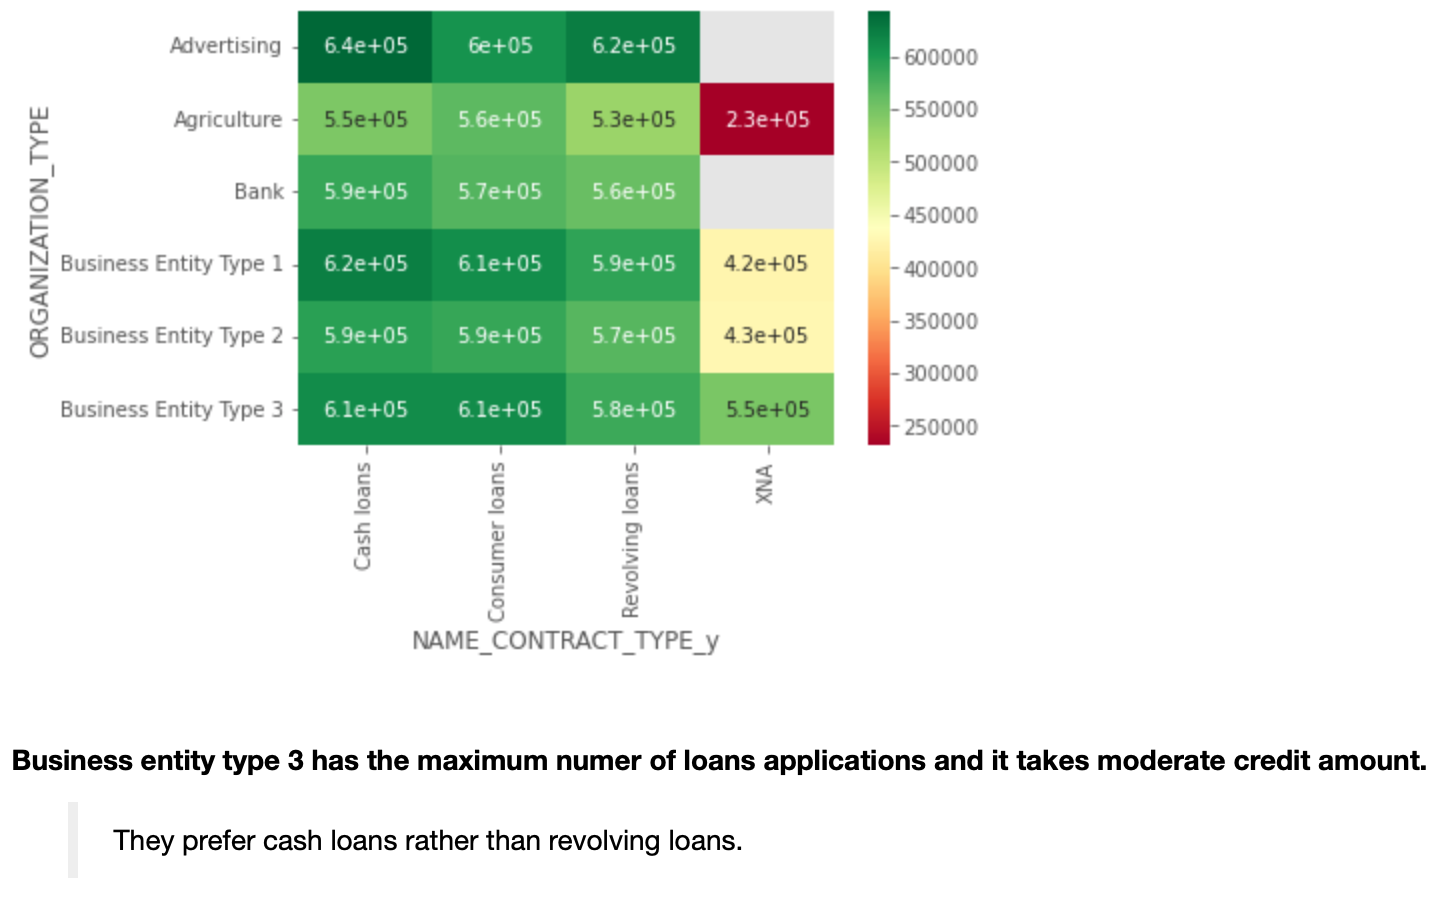 Advertising 6.4e+05 6e+05 6.2e+05
Agriculture 5.5e+05 5.6e+05 5.3e+05 2.3e+05
Bank 5.9e+05 5.7e+05 5.6e+05
Business Entity Type 1 6.2e+05 6.1e+05 5.9e+05 4.2e+05
Business Entity Type 2 5.9e+05 5.9e+05 5.7e+05 4.3e+05
Business Entity Type 3 6.1e+05 6.1e+05 5.8e+05 5.5e+05
ORGANIZATION_TYPE
Cash loans
Consumer loans
Revolving loans
XNA
NAME_CONTRACT_TYPE_y
600000
550000
500000
450000
400000
350000
300000
250000
Business entity type 3 has the maximum numer of loans applications and it takes moderate credit amount.
They prefer cash loans rather than revolving loans.